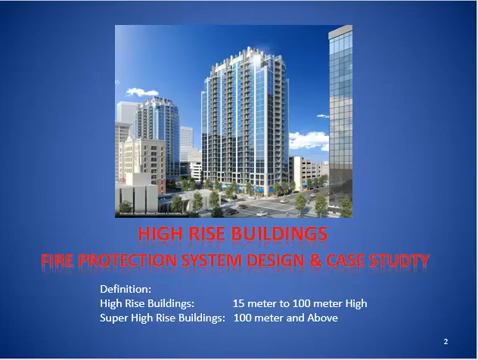 HIGH RISE BUILDINGS
FIRE PROTECTION SYSTEM DESIGN & CASE STUDTY
Definition:
High Rise Buildings: 15 meter to 100 meter High
Super High Rise Buildings: 100 meter and Above
2